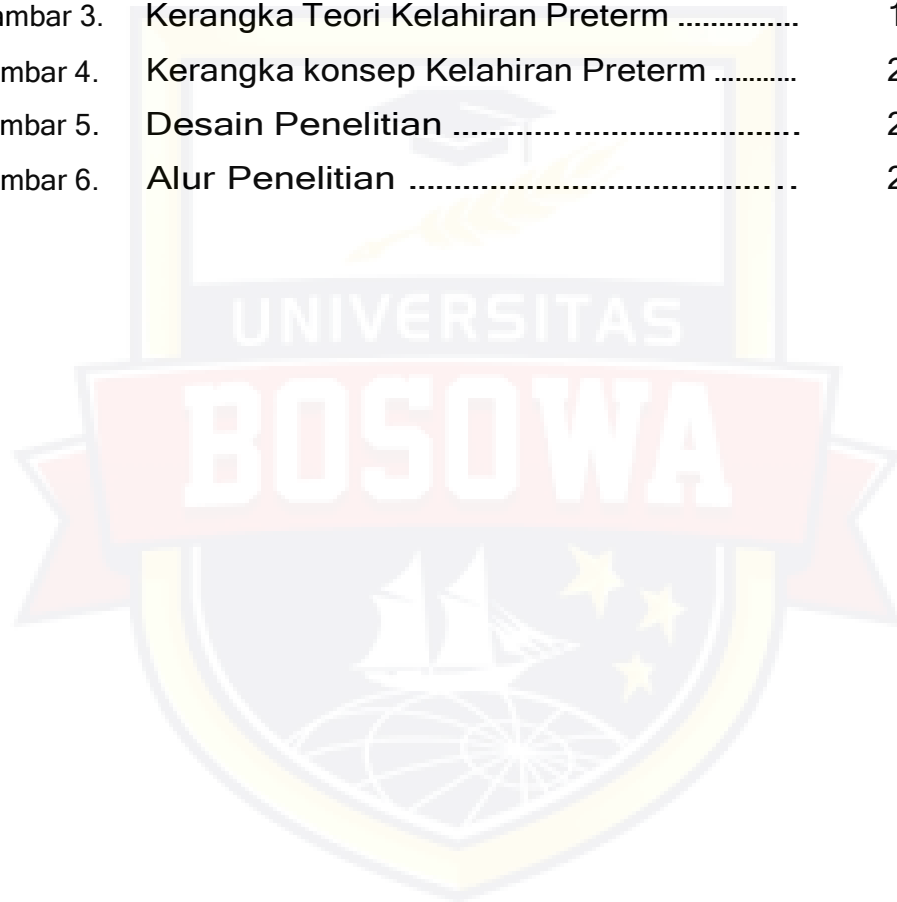 ambar 3. Kerangka Teori Kelahiran Preterm ............... 1
mbar 4. Kerangka konsep Kelahiran Preterm ............ 2
mbar 5. Desain Penelitian ...................................... 2
mbar 6. Alur Penelitian .......................................... 2
UNIVERSITAS
BOSOWA